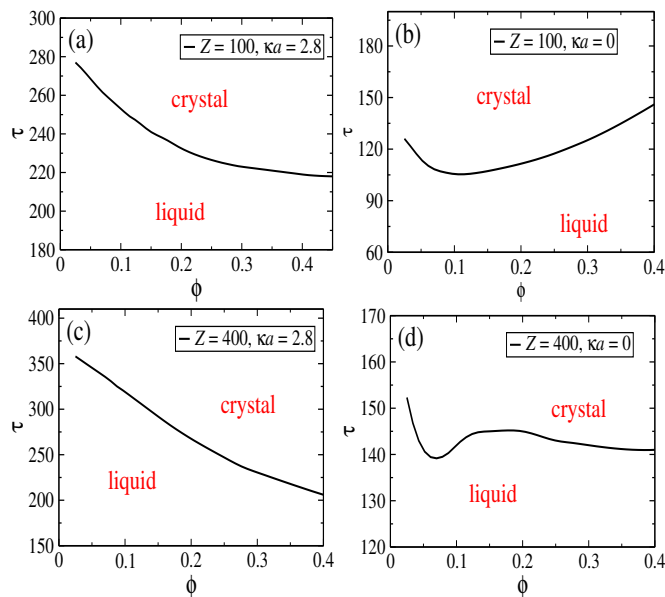 (a)
Z = 100, κa = 2.8
crystal
liquid
τ
300
280
260
240
220
200
180
0
0.1
0.2
0.3
0.4
ϕ
(b)
Z = 100, κa = 0
crystal
liquid
τ
180
150
120
90
60
0
0.1
0.2
0.3
0.4
ϕ
(c)
Z = 400, κa = 2.8
crystal
liquid
τ
400
350
300
250
200
150
0
0.1
0.2
0.3
0.4
ϕ
(d)
Z = 400, κa = 0
crystal
liquid
τ
170
160
150
140
130
120
0
0.1
0.2
0.3
0.4
ϕ